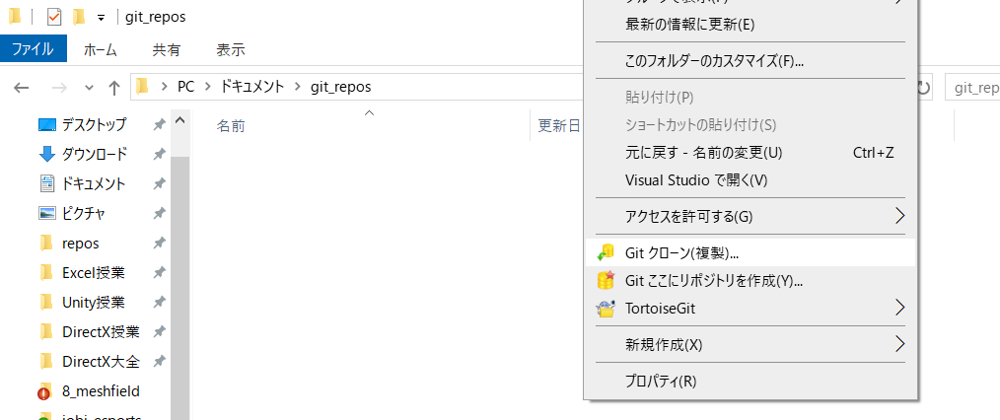 git_repos
ファイル ホーム 共有 表示
PC ドキュメント git_repos
git_rep
名前 更新日
デスクトップ
ダウンロード
ドキュメント
ピクチャ
repos
Excel授業
Unity授業
DirectX授業
DirectX大全
8_meshfield
最新の情報に更新(E)
このフォルダーのカスタマイズ(F)...
貼り付け(P)
ショートカットの貼り付け(S)
元に戻す - 名前の変更(U) Ctrl+Z
Visual Studio で開く(V)
アクセスを許可する(G)
Git クローン(複製)...
Git ここにリポジトリを作成(Y)...
TortoiseGit
新規作成(X)
プロパティ(R)